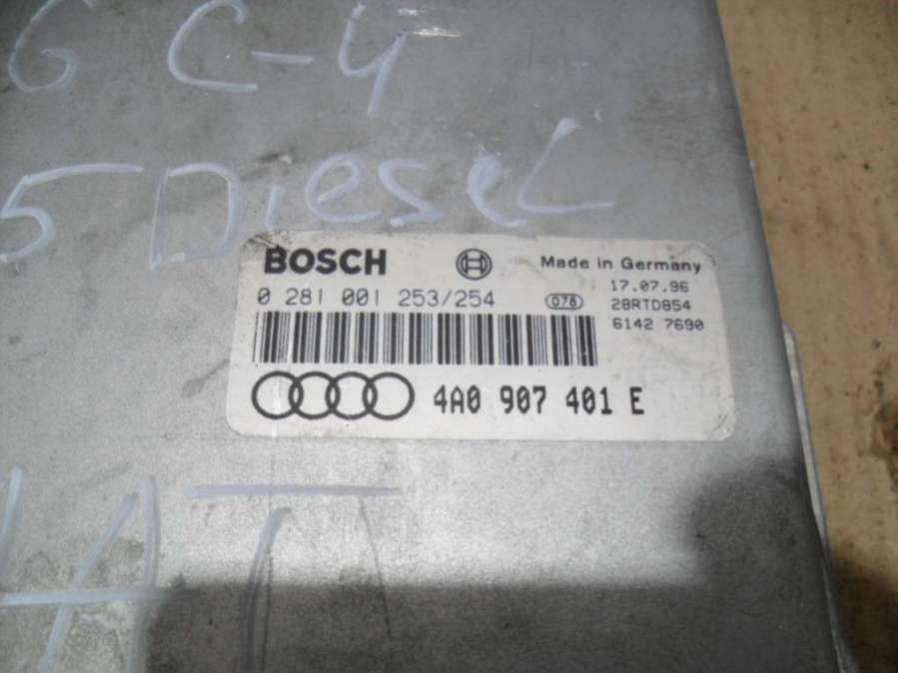 6 C-4
5 Diesel
BOSCH
Made in Germany
0 281 001 253/254
078
17.07.96
28RTD854
6142 7690
4A0 907 401 E
AT